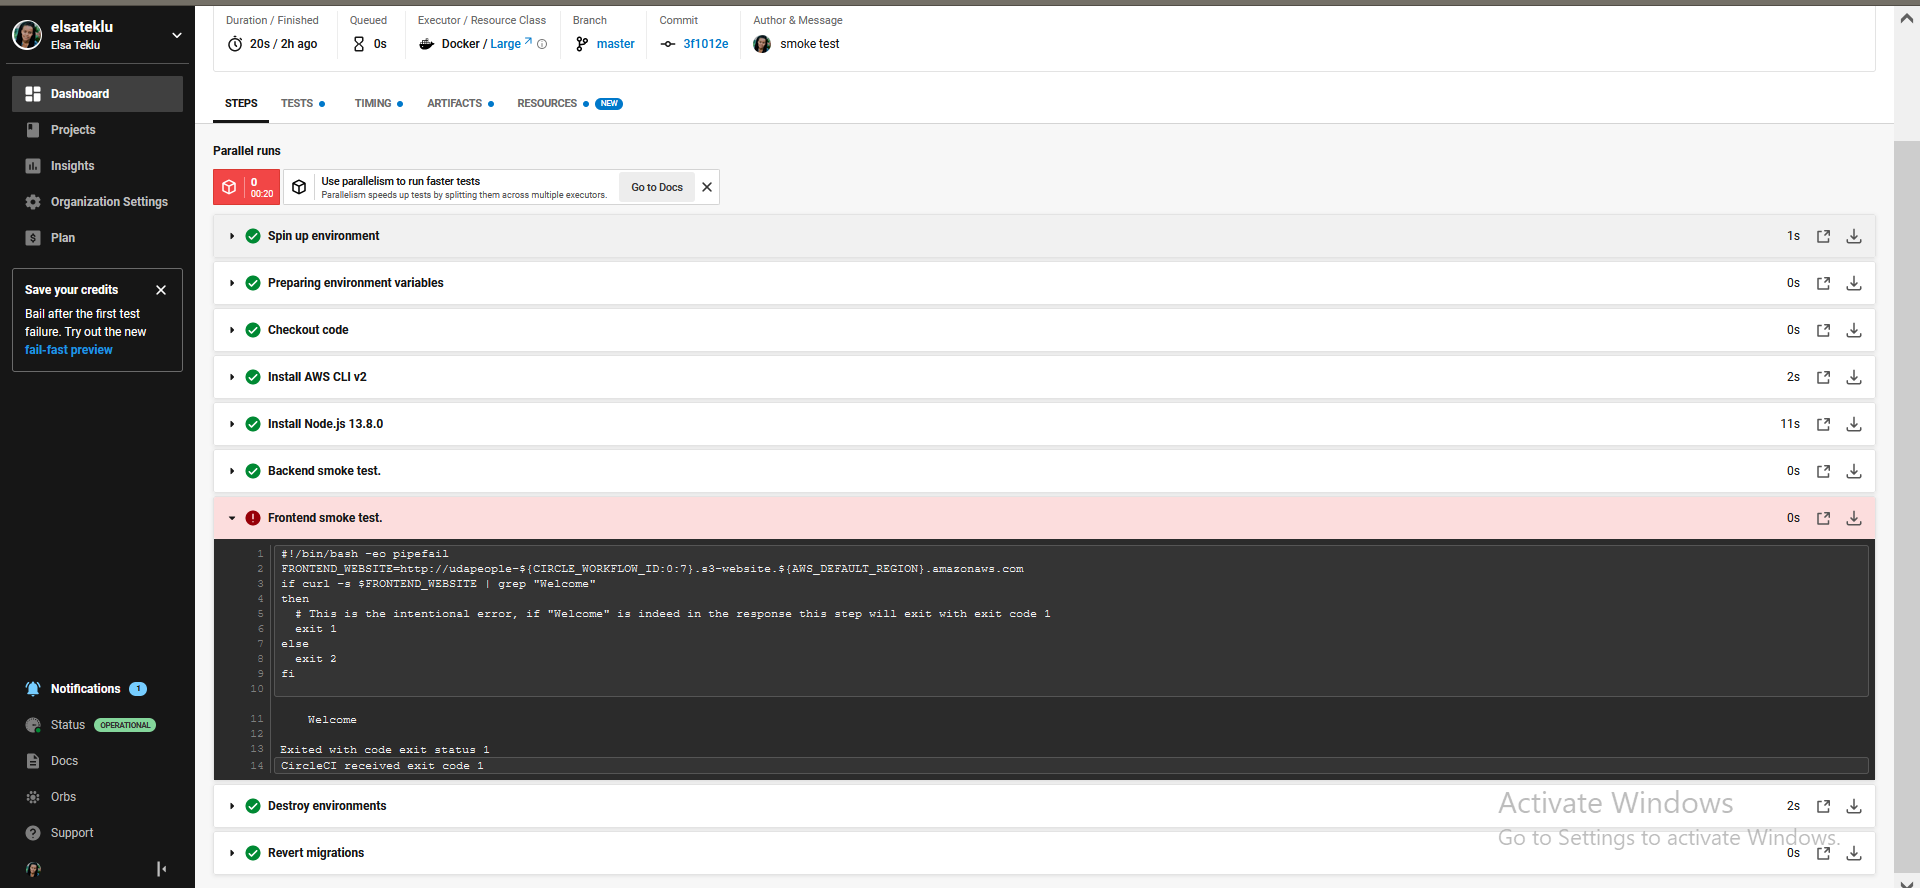 elsateklu
Elsa Teklu
Dashboard
Projects
Insights
Organization Settings
Plan
Save your credits
Bail after the first test
failure. Try out the new
fail-fast preview
Notifications 1
Status OPERATIONAL
Docs
Orbs
Support
Duration / Finished
20s / 2h ago
Queued
0s
Executor / Resource Class
Docker / Large
Branch
master
Commit
3f1012e
Author & Message
smoke test
STEPS TESTS TIMING ARTIFACTS RESOURCES NEW
Parallel runs
0
00:20
Use parallelism to run faster tests
Parallelism speeds up tests by splitting them across multiple executors.
Go to Docs
Spin up environment 1s
Preparing environment variables 0s
Checkout code 0s
Install AWS CLI v2 2s
Install Node.js 13.8.0 11s
Backend smoke test. 0s
Frontend smoke test. 0s
1 #!/bin/bash -eo pipefail
2 FRONTEND_WEBSITE=http://udapeople-${CIRCLE_WORKFLOW_ID:0:7}.s3-website.${AWS_DEFAULT_REGION}.amazonaws.com
3 if curl -s $FRONTEND_WEBSITE | grep "Welcome"
4 then
5 # This is the intentional error, if "Welcome" is indeed in the response this step will exit with exit code 1
6 exit 1
7 else
8 exit 2
9 fi
10
11 Welcome
12
13 Exited with code exit status 1
14 CircleCI received exit code 1
Destroy environments 2s
Revert migrations 0s
Activate Windows
Go to Settings to activate Windows.